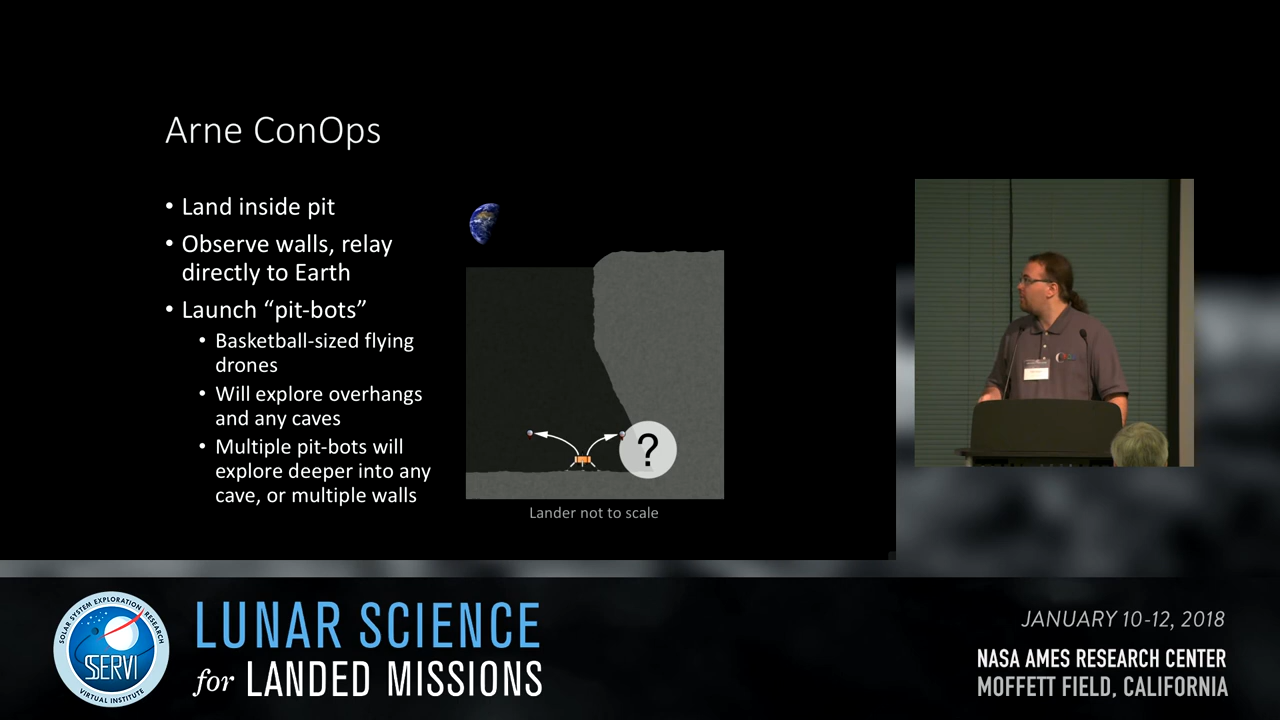 Arne ConOps
• Land inside pit
• Observe walls, relay
directly to Earth
• Launch “pit-bots”
• Basketball-sized flying
drones
• Will explore overhangs
and any caves
• Multiple pit-bots will
explore deeper into any
cave, or multiple walls
?
Lander not to scale
SOLAR SYSTEM EXPLORATION RESEARCH
SSERVI
VIRTUAL INSTITUTE
LUNAR SCIENCE
for LANDED MISSIONS
JANUARY 10-12, 2018
NASA AMES RESEARCH CENTER
MOFFETT FIELD, CALIFORNIA